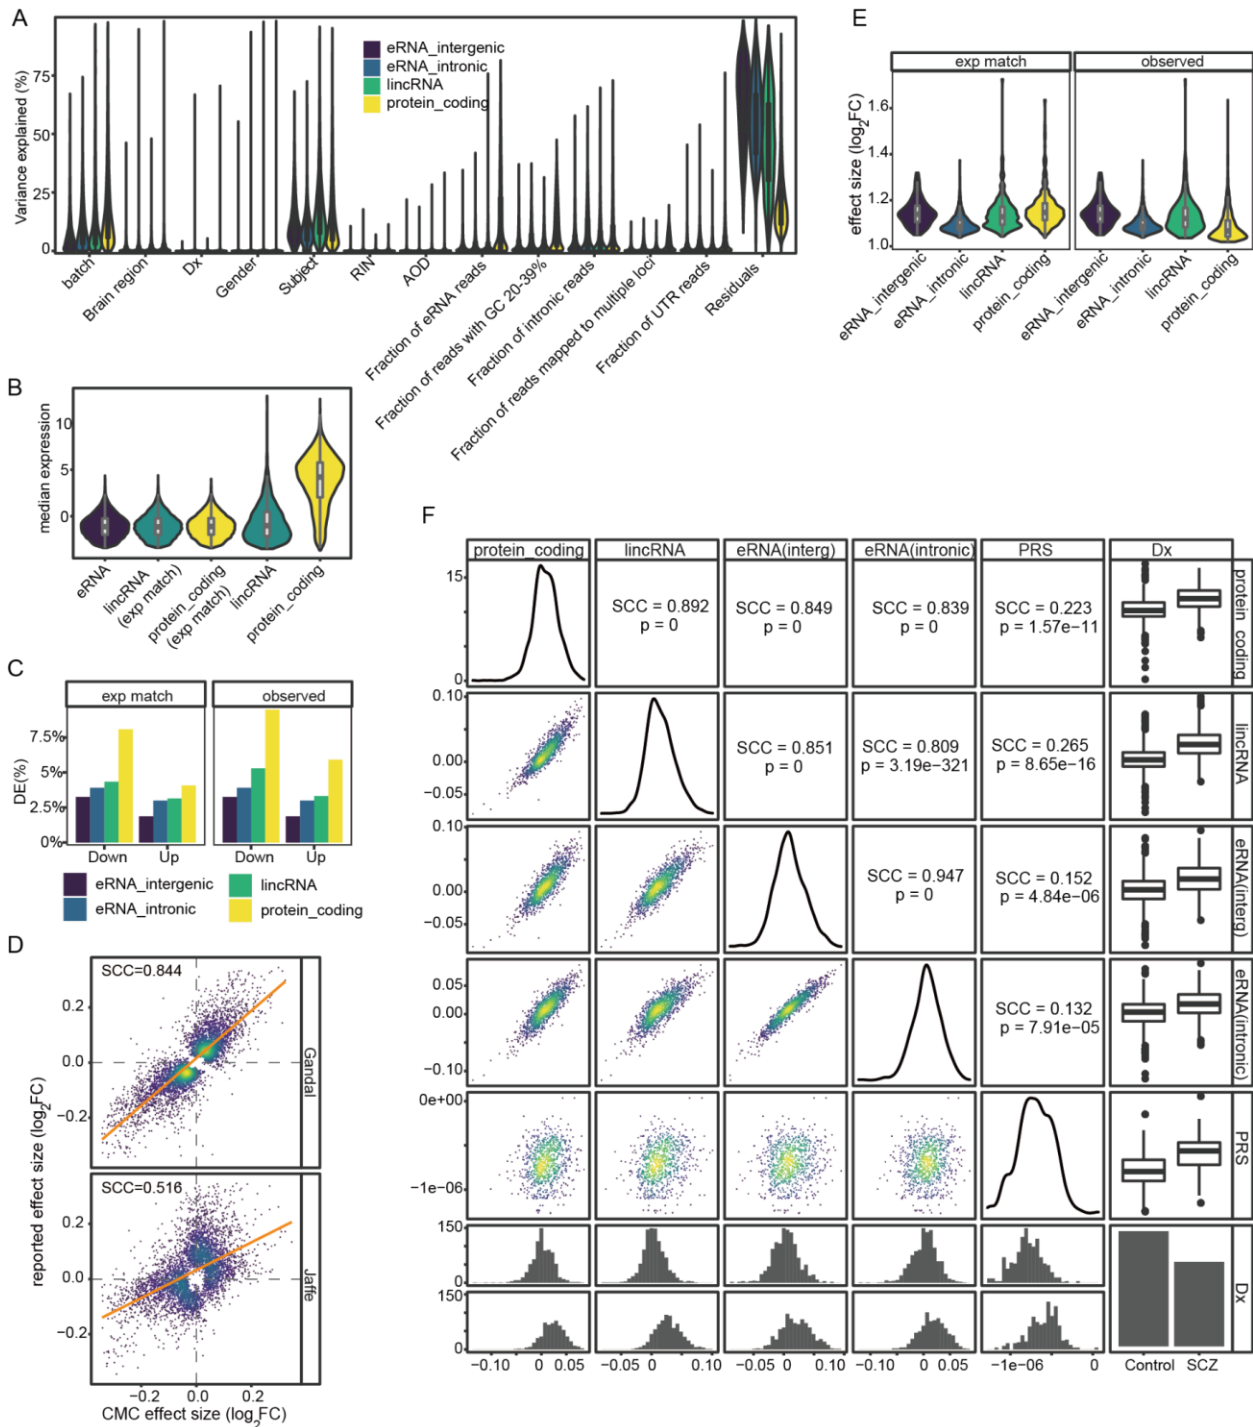 A
Variance explained (%)
75
50
25
0
eRNA_intergenic
eRNA_intronic
lincRNA
protein_coding
batch
Brain region
Dx
Gender
Subject
RIN
AOD
Fraction of eRNA reads
Fraction of reads with GC 20-39%
Fraction of intronic reads
Fraction of reads mapped to multiple loci
Fraction of UTR reads
Residuals
B
median expression
10
5
0
eRNA
lincRNA
(exp match)
protein_coding
(exp match)
lincRNA
protein_coding
C
exp match
observed
DE(%)
7.5%
5%
2.5%
0%
Down
Up
Down
Up
eRNA_intergenic
eRNA_intronic
lincRNA
protein_coding
D
SCC=0.844
Gandal
0.2
0.0
−0.2
reported effect size (log2FC)
SCC=0.516
Jaffe
0.2
0.0
−0.2
−0.2
0.0
0.2
CMC effect size (log2FC)
E
exp match
observed
effect size (log2FC)
1.6
1.4
1.2
1.0
eRNA_intergenic
eRNA_intronic
lincRNA
protein_coding
eRNA_intergenic
eRNA_intronic
lincRNA
protein_coding
F
protein_coding
lincRNA
eRNA(interg)
eRNA(intronic)
PRS
Dx
15
0
SCC = 0.892
p = 0
SCC = 0.849
p = 0
SCC = 0.839
p = 0
SCC = 0.223
p = 1.57e−11
protein_coding
0.10
0.00
−0.05
SCC = 0.851
p = 0
SCC = 0.809
p = 3.19e−321
SCC = 0.265
p = 8.65e−16
lincRNA
0.10
0.00
−0.05
SCC = 0.947
p = 0
SCC = 0.152
p = 4.84e−06
eRNA(interg)
0.05
0.00
−0.10
SCC = 0.132
p = 7.91e−05
eRNA(intronic)
0e+00
−1e−06
PRS
150
0
150
0
Dx
−0.10
0
0.05
−0.05
0
0.10
−0.05
0
0.10
−0.10
0
0.05
−1e−06
0
Control
SCZ